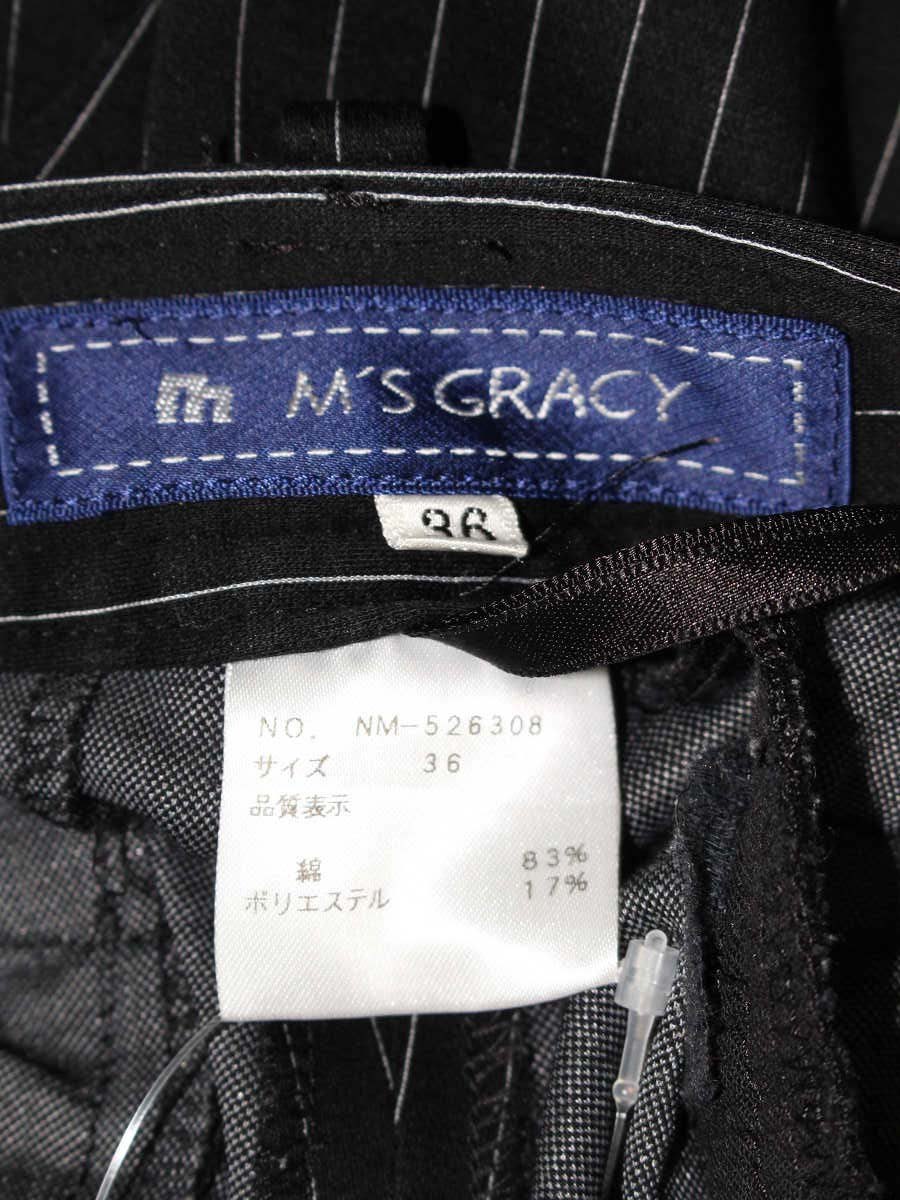 m M'S GRACY
36
NO. NM-526308
サイズ 36
品質表示
綿 83%
ポリエステル 17%